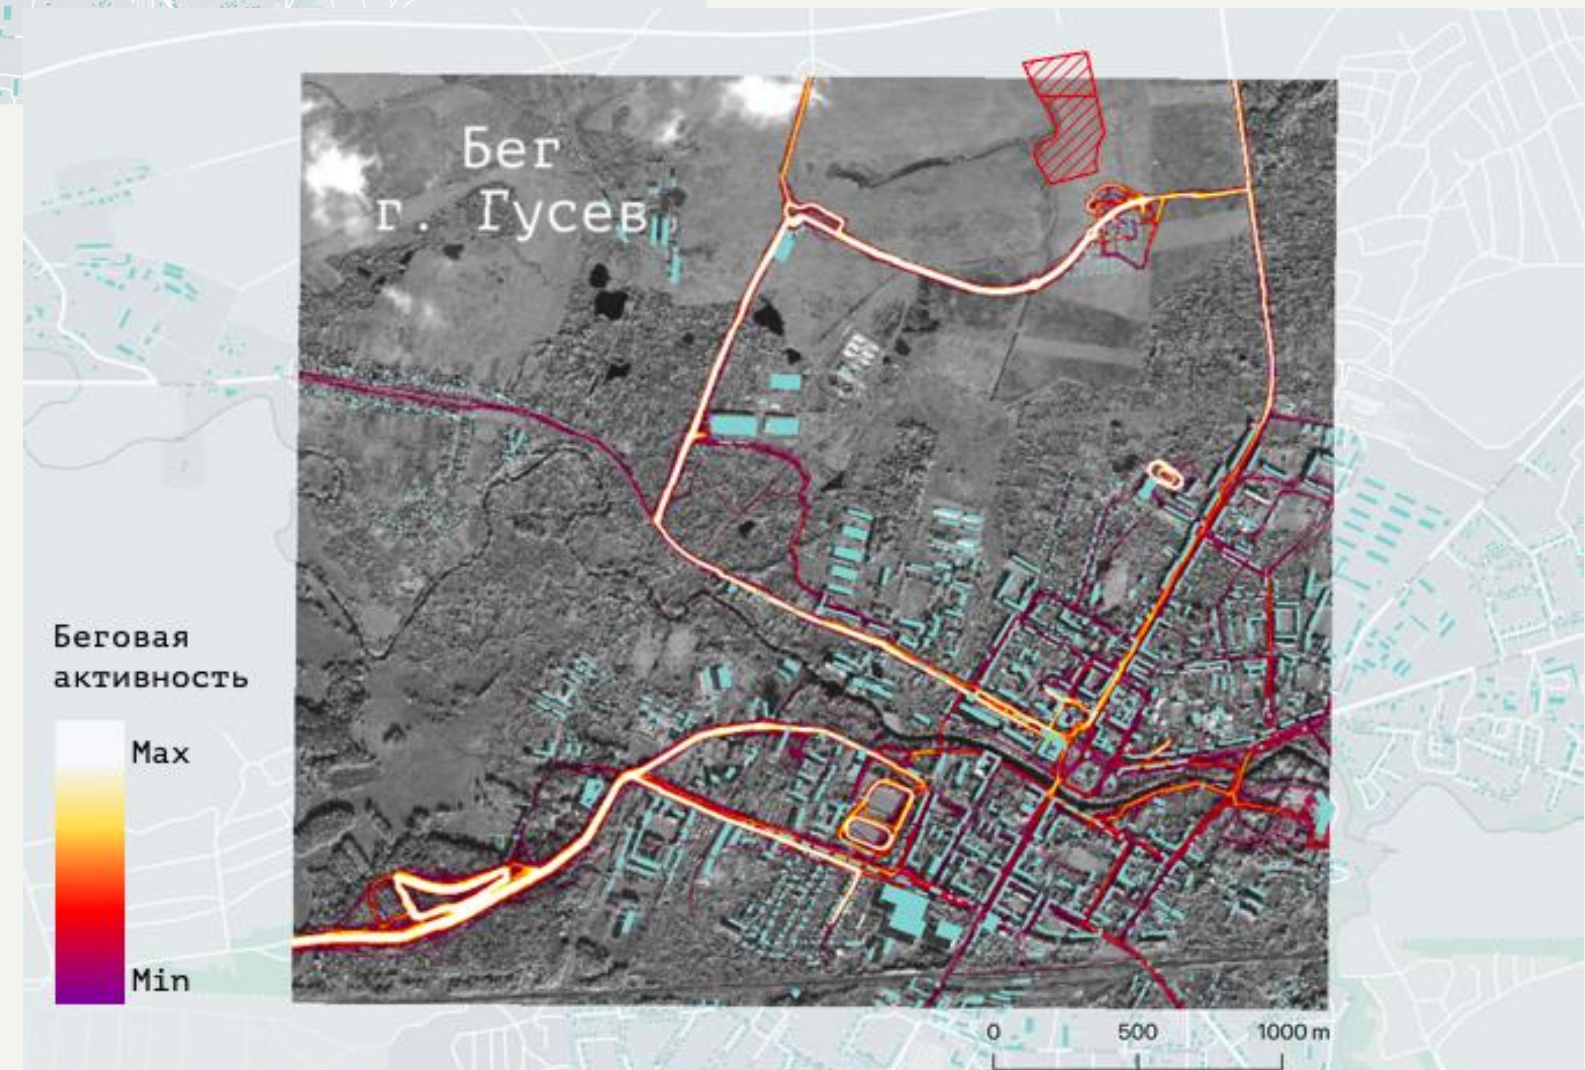 Бег
г. Гусев
Беговая
активность
Max
Min
0 500 1000 m